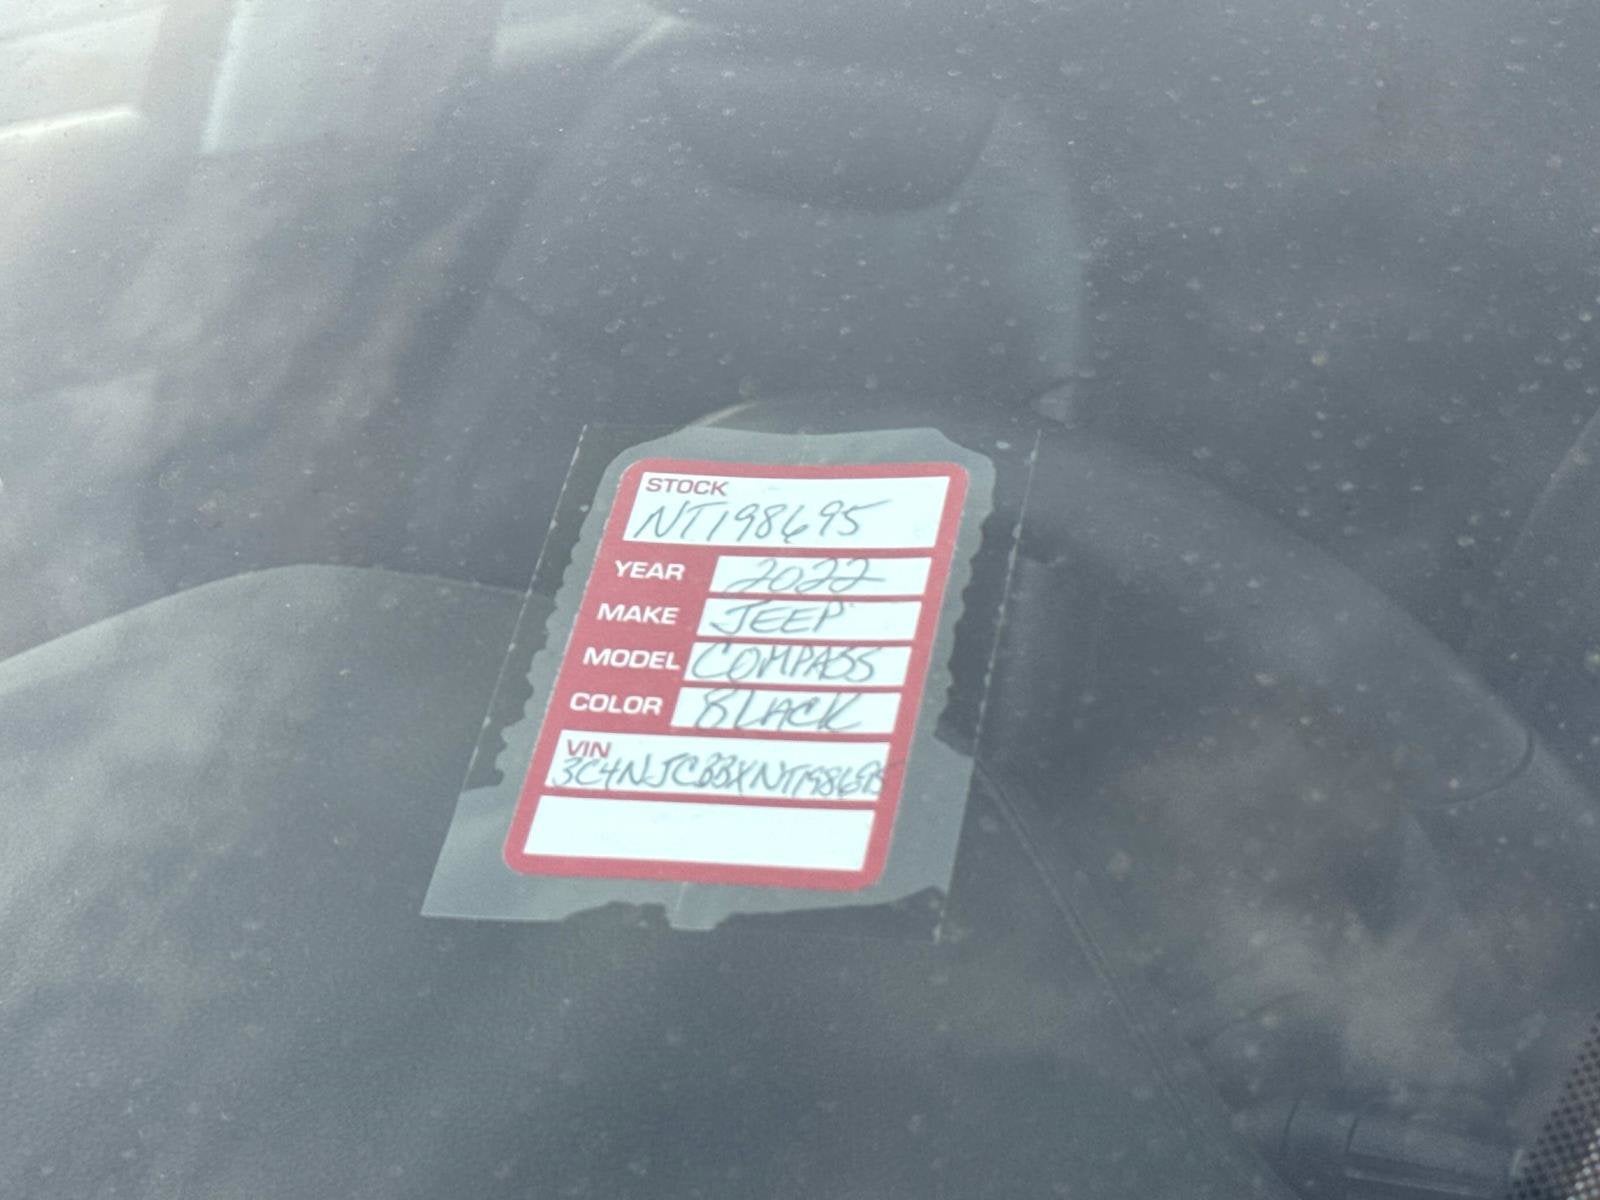 STOCK
NT198695
YEAR 2022
MAKE JEEP
MODEL COMPASS
COLOR BLACK
VIN
3C4NJCBBXNT198695